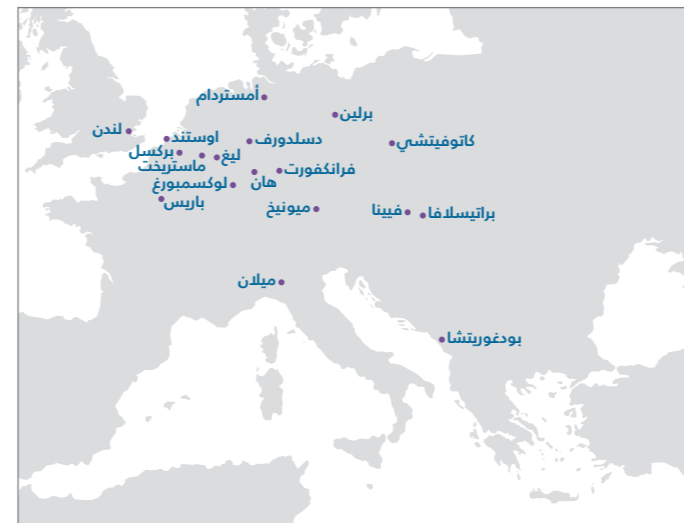 أمستردام
برلين
لندن
اوستند
دسلدورف
كاتوفيتشي
بركسل
ليغ
ماستريخت
فرانكفورت
هان
لوكسمبورغ
باريس
ميونيخ
فيينا
براتيسلافا
ميلان
بودغوريتشا